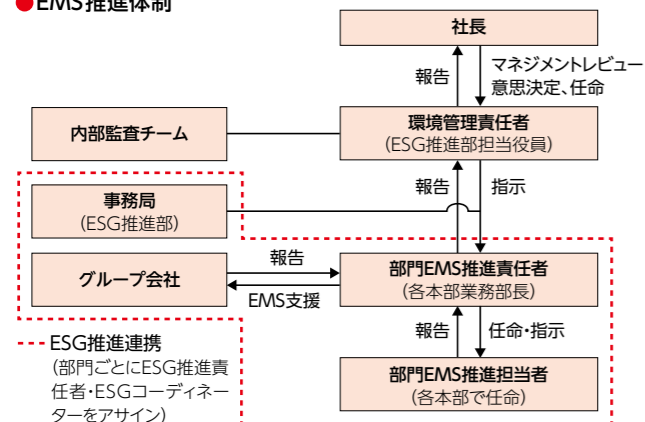 ●EMS推進体制
社長
報告
マネジメントレビュー
意思決定、任命
内部監査チーム
環境管理責任者
(ESG推進部担当役員)
報告
指示
事務局
(ESG推進部)
グループ会社
報告
EMS支援
部門EMS推進責任者
(各本部業務部長)
報告
任命・指示
部門EMS推進担当者
(各本部で任命)
ESG推進連携
(部門ごとにESG推進責
任者・ESGコーディネー
ターをアサイン)